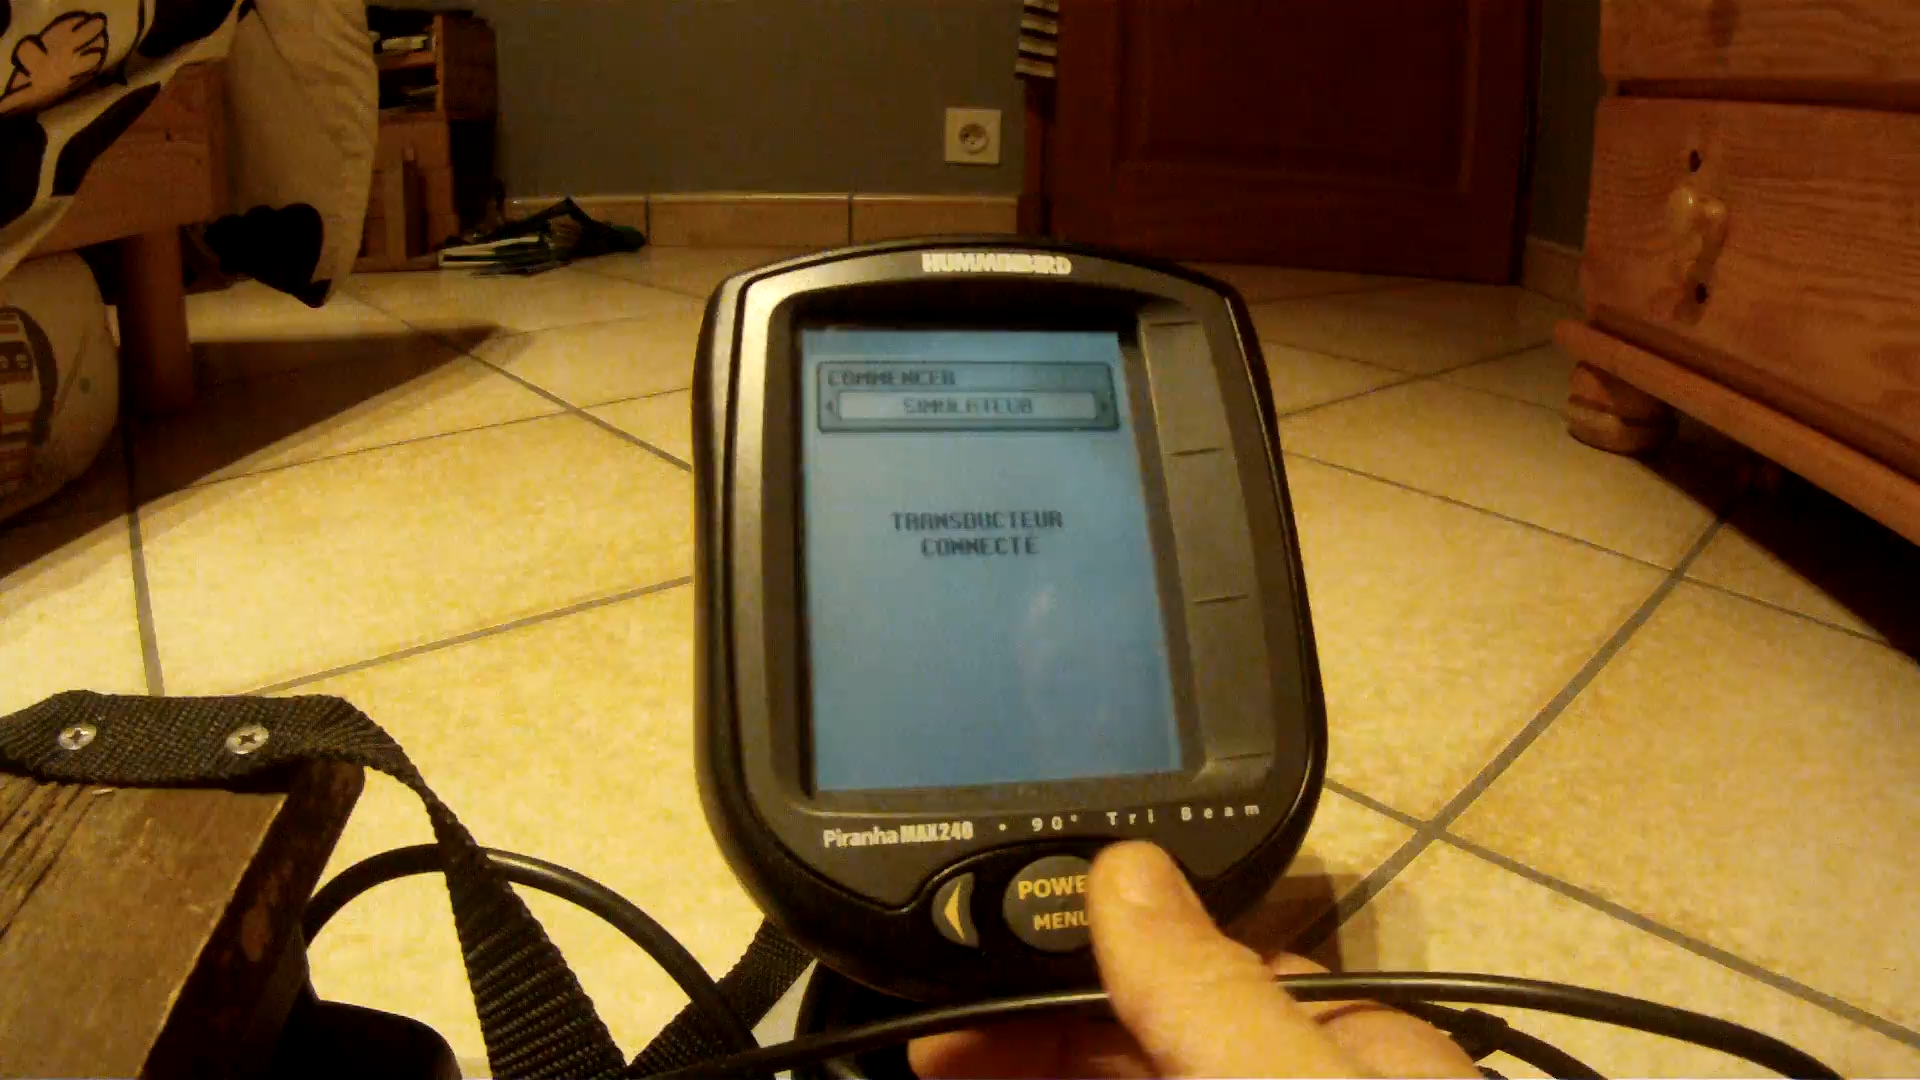 HUMMINBIRD
COMMENCER
SIMULATEUR
TRANSDUCTEUR
CONNECTE
PiranhaMAX240 • 90° Tri Beam
POWE
MENU